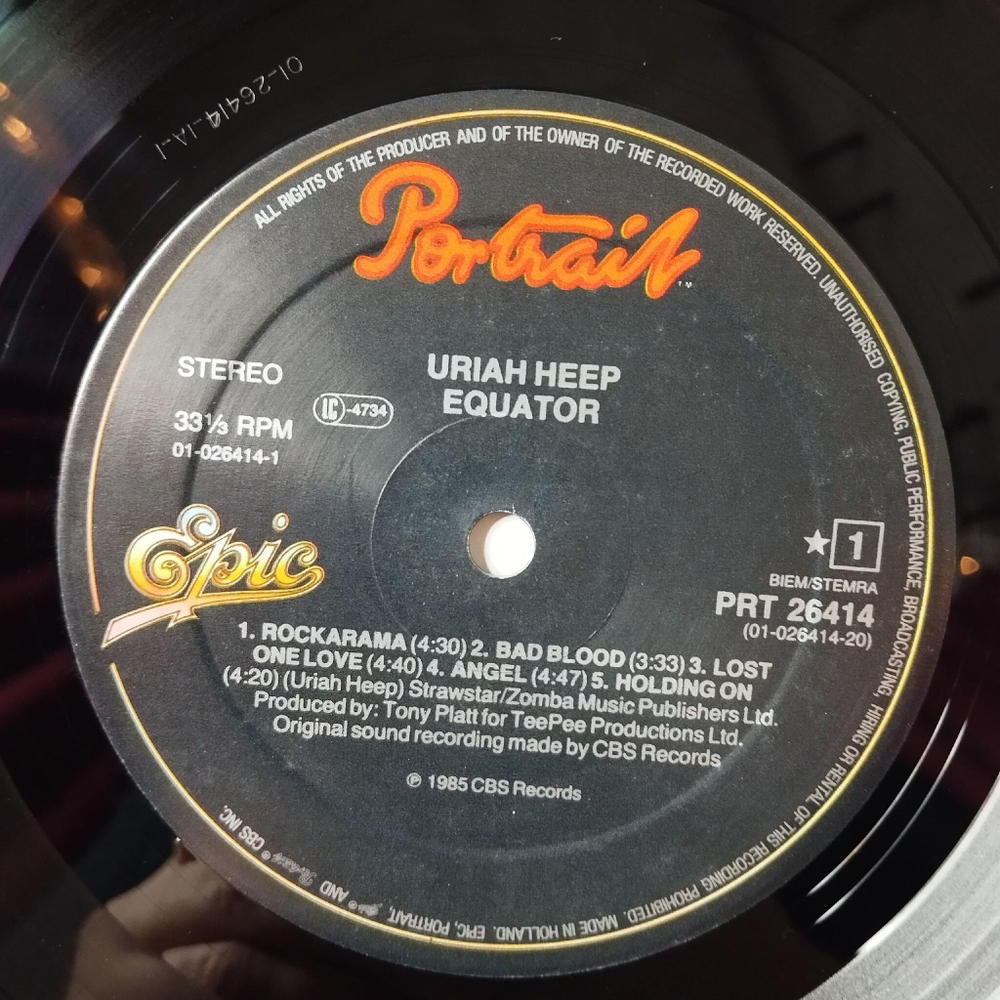 01-26414-1A-1
ALL RIGHTS OF THE PRODUCER AND OF THE OWNER OF THE RECORDED WORK RESERVED. UNAUTHORISED COPYING, PUBLIC PERFORMANCE, BROADCASTING, HIRING OR RENTAL OF THIS RECORDING PROHIBITED. MADE IN HOLLAND. EPIC, PORTRAIT, Epic ® AND Portrait ® CBS INC.
Portrait™
URIAH HEEP
EQUATOR
STEREO
33⅓ RPM
LC-4734
01-026414-1
Epic
★ 1
BIEM/STEMRA
PRT 26414
(01-026414-20)
1. ROCKARAMA (4:30) 2. BAD BLOOD (3:33) 3. LOST
ONE LOVE (4:40) 4. ANGEL (4:47) 5. HOLDING ON
(4:20) (Uriah Heep) Strawstar/Zomba Music Publishers Ltd.
Produced by: Tony Platt for TeePee Productions Ltd.
Original sound recording made by CBS Records
℗ 1985 CBS Records